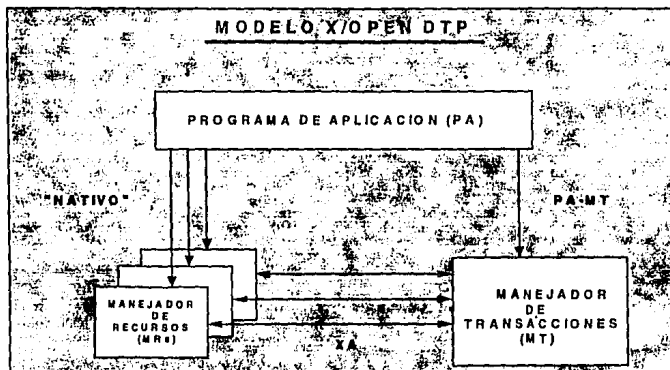 MODELO X/OPEN DTP
PROGRAMA DE APLICACION (PA)
"NATIVO"
PA-MT
MANEJADOR
DE
RECURSOS
(MRs)
MANEJADOR
DE
TRANSACCIONES
(MT)
XA